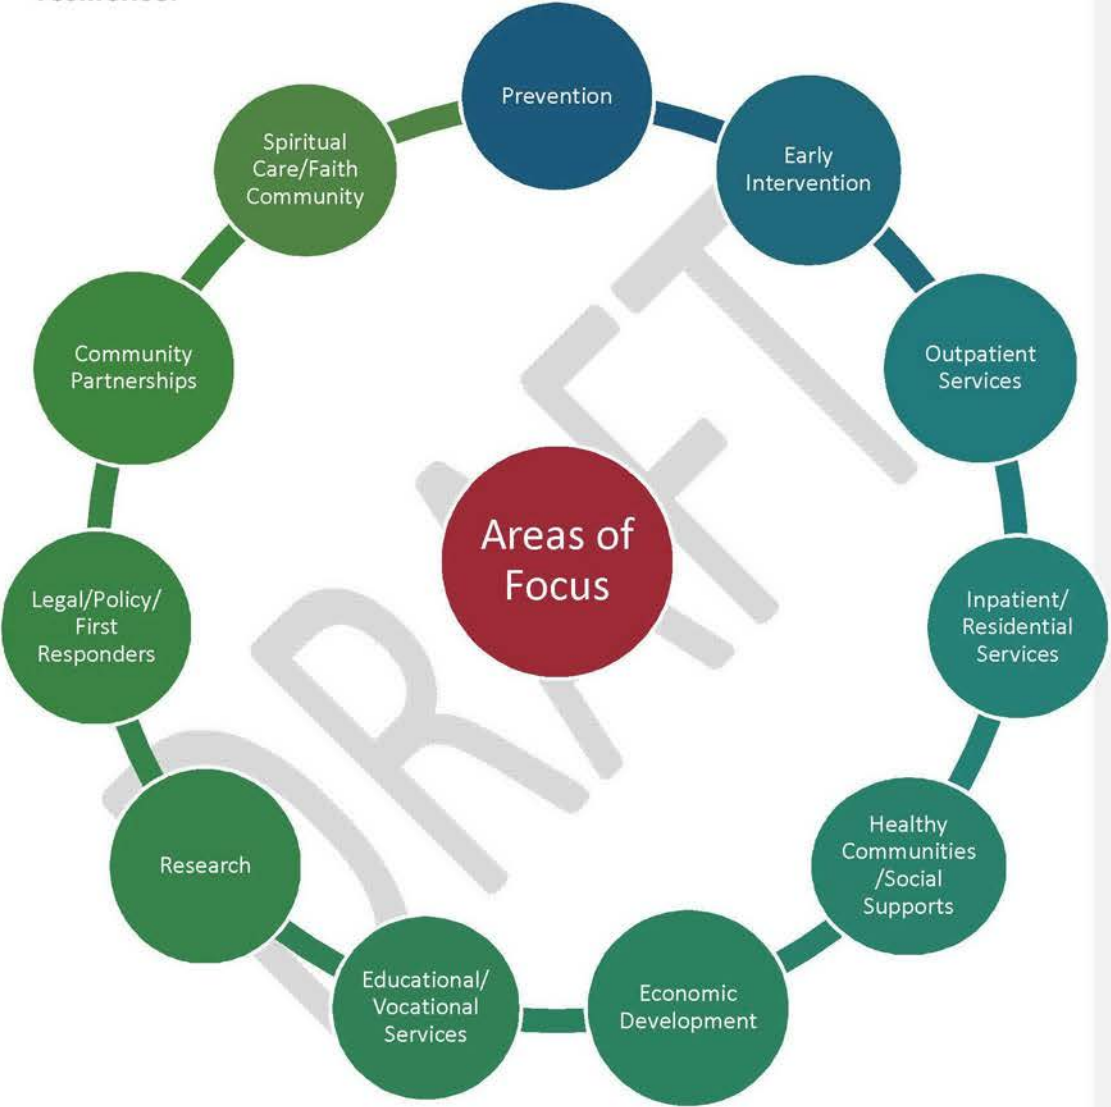 Prevention
Early
Intervention
Outpatient
Services
Inpatient/
Residential
Services
Healthy
Communities
/Social
Supports
Economic
Development
Educational/
Vocational
Services
Research
Legal/Policy/
First
Responders
Community
Partnerships
Spiritual
Care/Faith
Community
Areas of
Focus
DRAFT